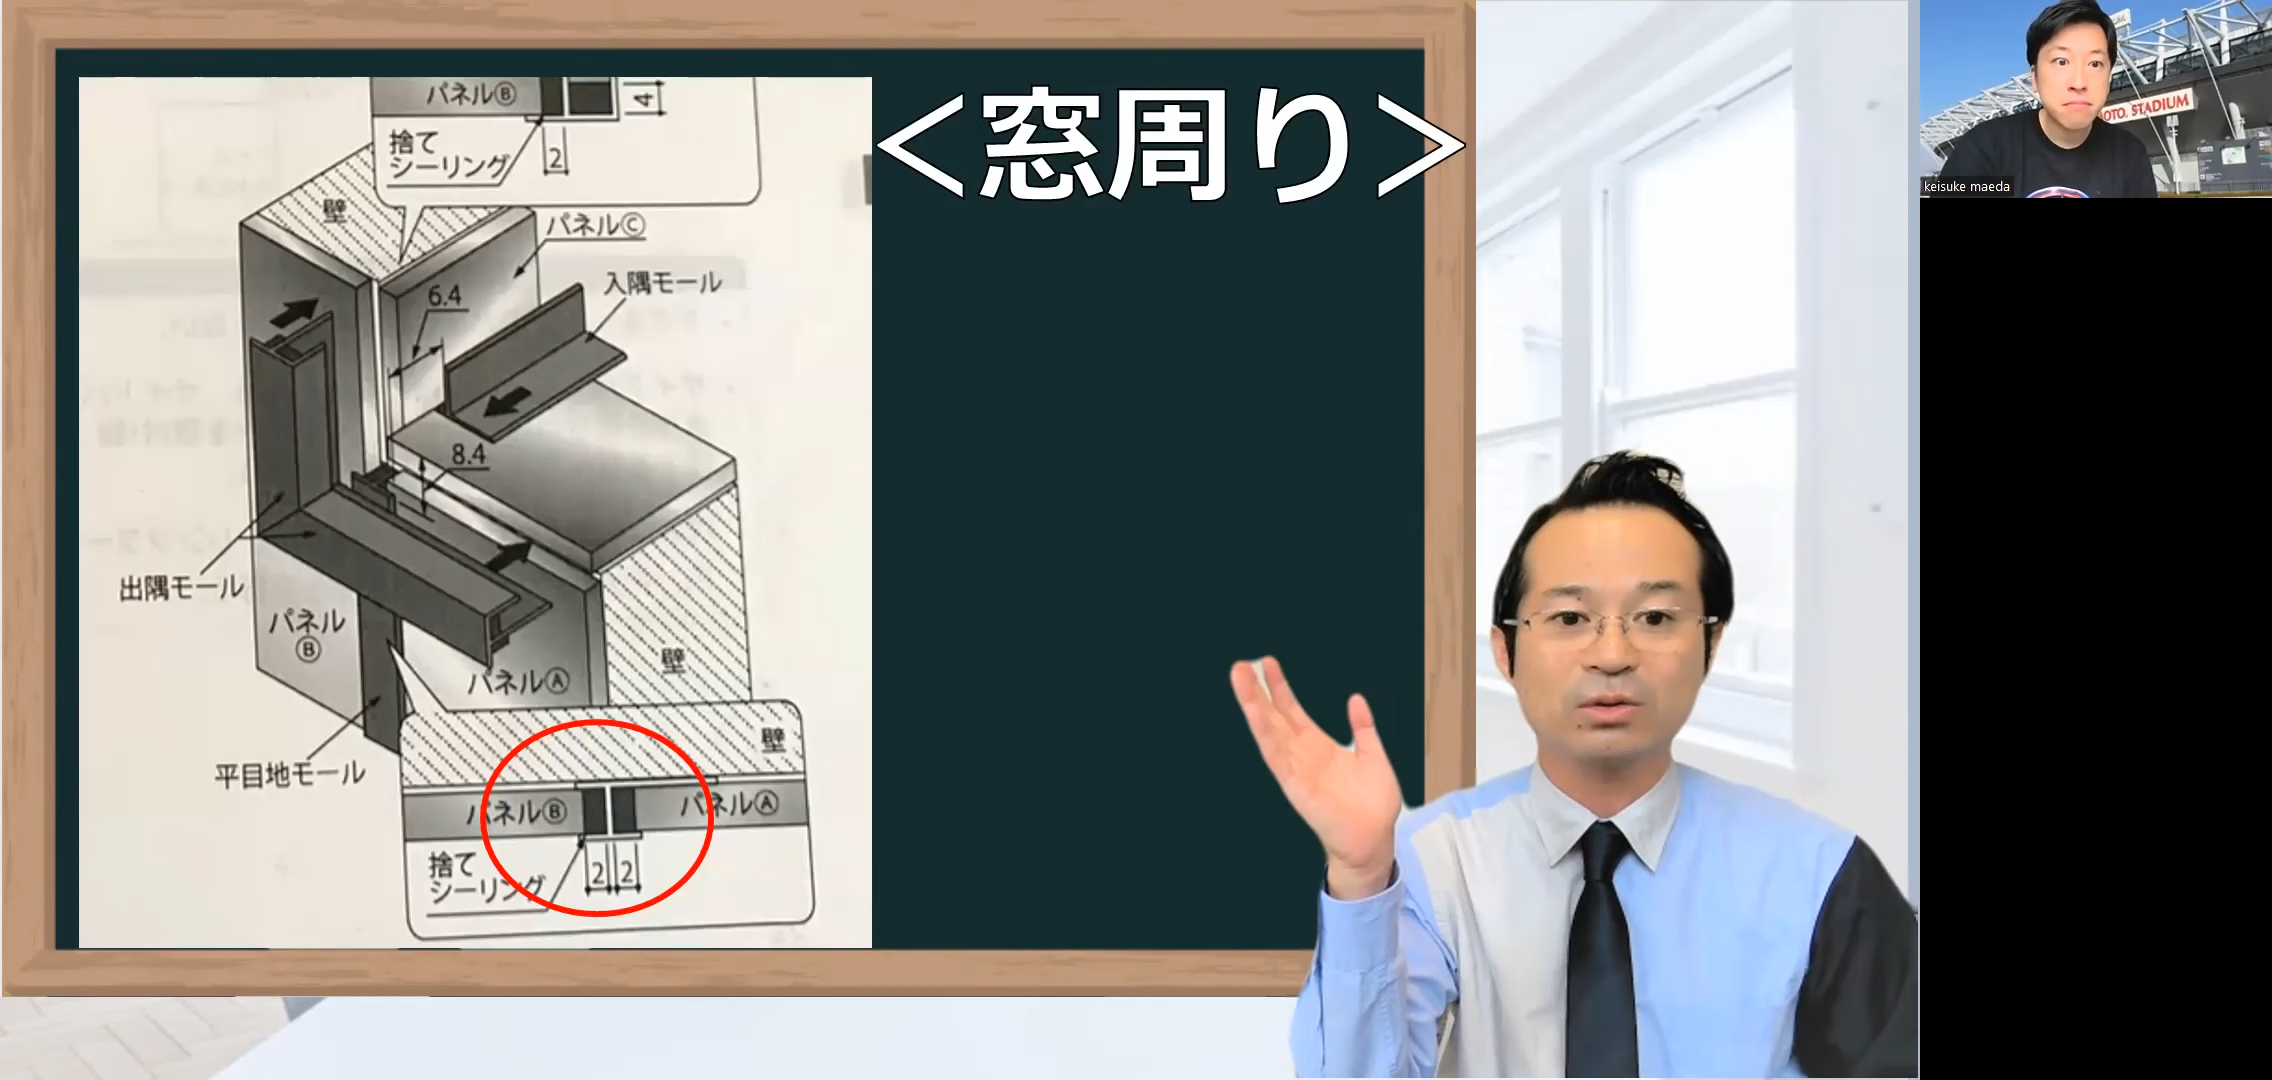 <窓周り>
パネルⒷ
4
捨て
シーリング
2
壁
パネルⒸ
6.4
入隅モール
8.4
出隅モール
パネル
Ⓑ
壁
パネルⒶ
平目地モール
壁
パネルⒷ
パネルⒶ
捨て
シーリング
2 2
OTO. STADIUM
keisuke maeda